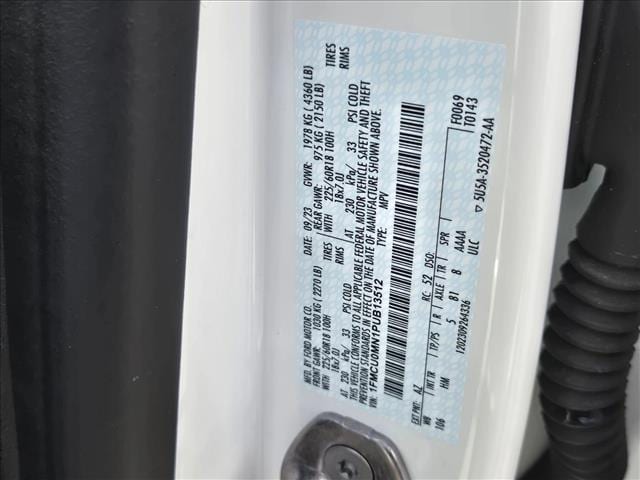 MFD. BY FORD MOTOR CO.
DATE: 09/23 GVWR: 1978 KG ( 4360 LB)
FRONT GAWR: 1030 KG ( 2270 LB) REAR GAWR: 975 KG ( 2150 LB)
225/60R18 100H TIRES WITH 225/60R18 100H TIRES
18x7.0J RIMS 18x7.0J RIMS
AT 230 kPa/ 33 PSI COLD AT 230 kPa/ 33 PSI COLD
THIS VEHICLE CONFORMS TO ALL APPLICABLE FEDERAL MOTOR VEHICLE SAFETY AND THEFT
PREVENTION STANDARDS IN EFFECT ON THE DATE OF MANUFACTURE SHOWN ABOVE.
VIN: 1FMCU0MN1PUB13512 TYPE: MPV
F0069
T0143
EXT PNT: AZ RC: 52 DSO:
WB INT TR TP/PS R AXLE TR SPR
106 HM 5 81 8 AAAA
ULC
1202309264336 5U5A-3520472-AA